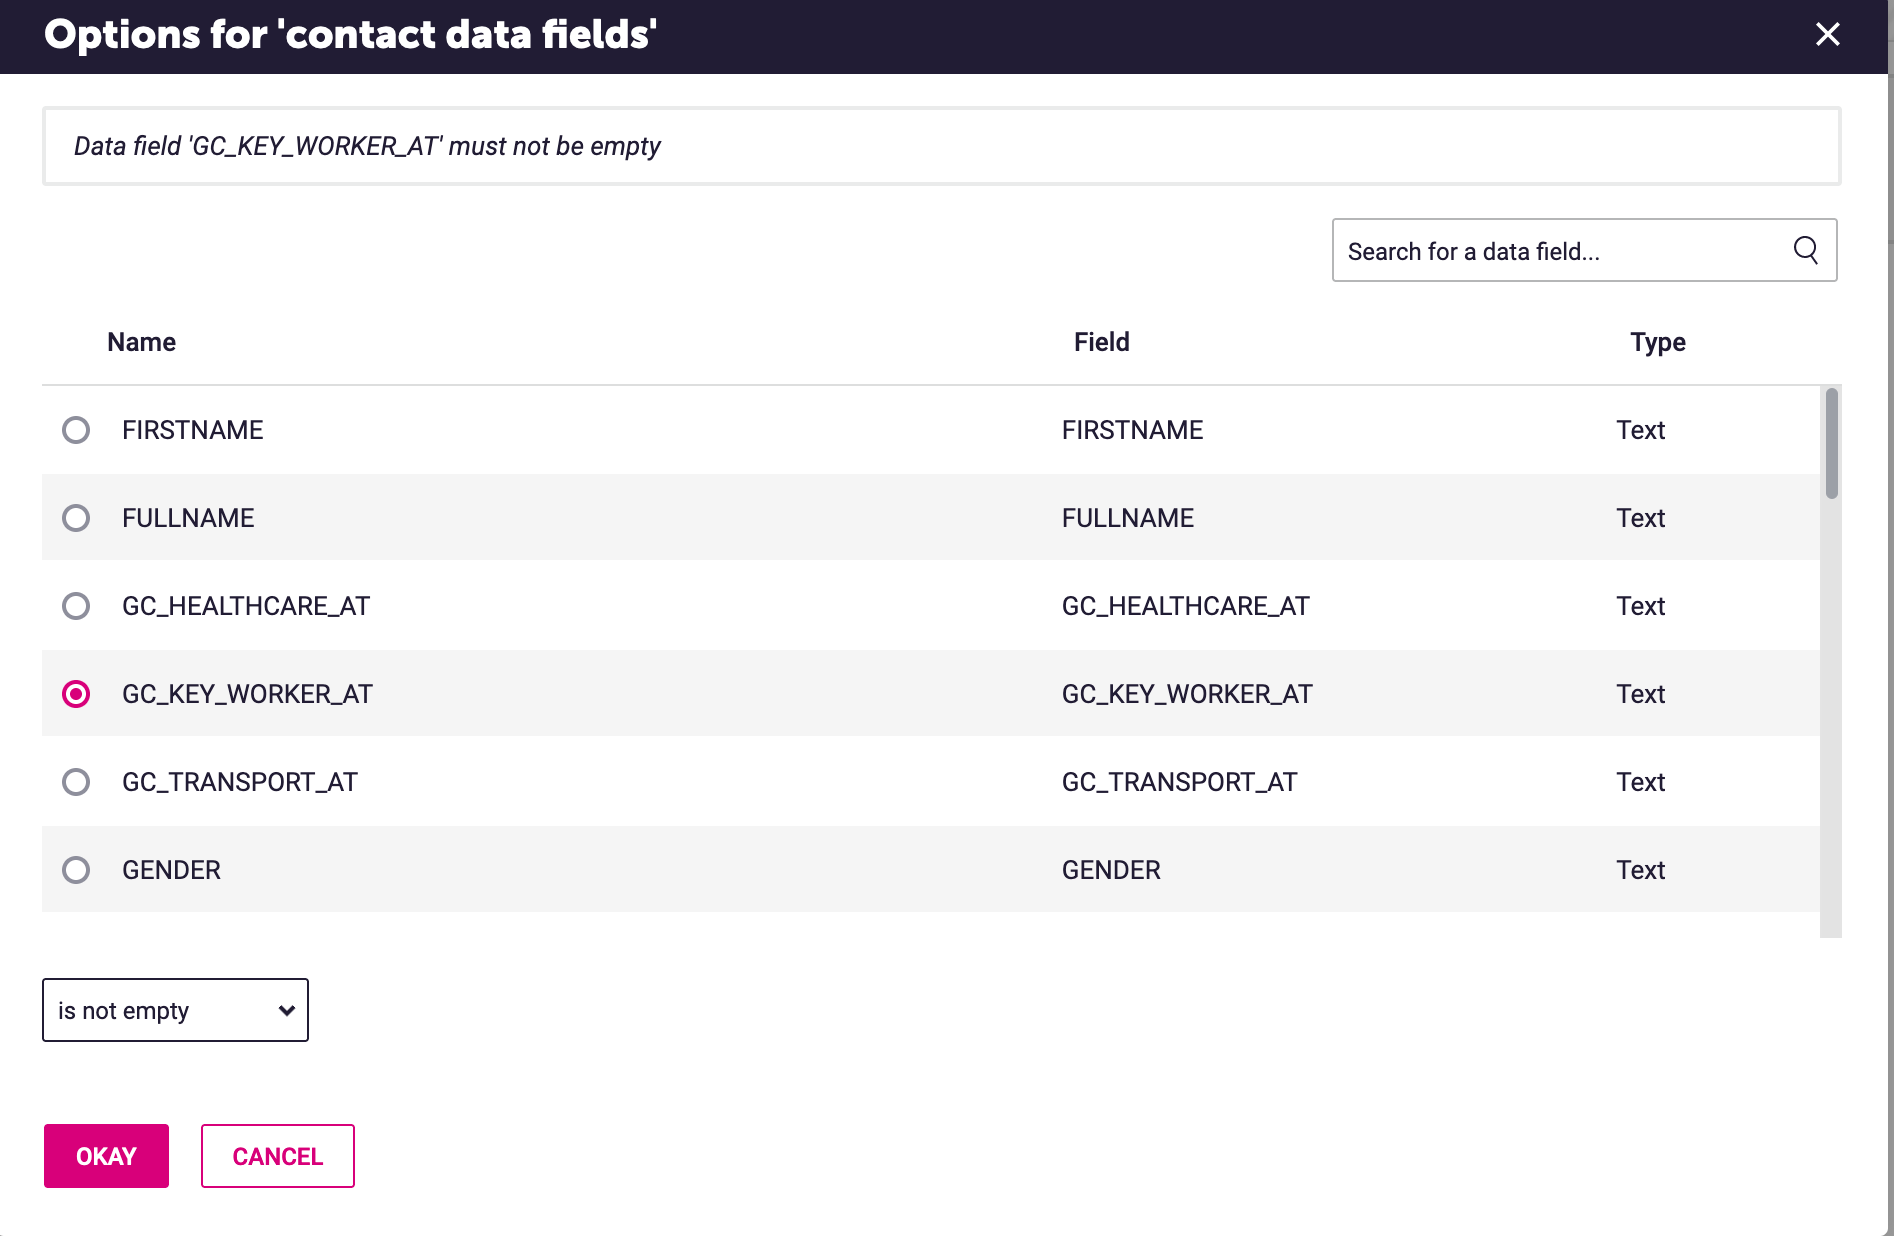 Options for 'contact data fields'
Data field 'GC_KEY_WORKER_AT' must not be empty
Search for a data field...
Name Field Type
FIRSTNAME FIRSTNAME Text
FULLNAME FULLNAME Text
GC_HEALTHCARE_AT GC_HEALTHCARE_AT Text
GC_KEY_WORKER_AT GC_KEY_WORKER_AT Text
GC_TRANSPORT_AT GC_TRANSPORT_AT Text
GENDER GENDER Text
is not empty
OKAY CANCEL